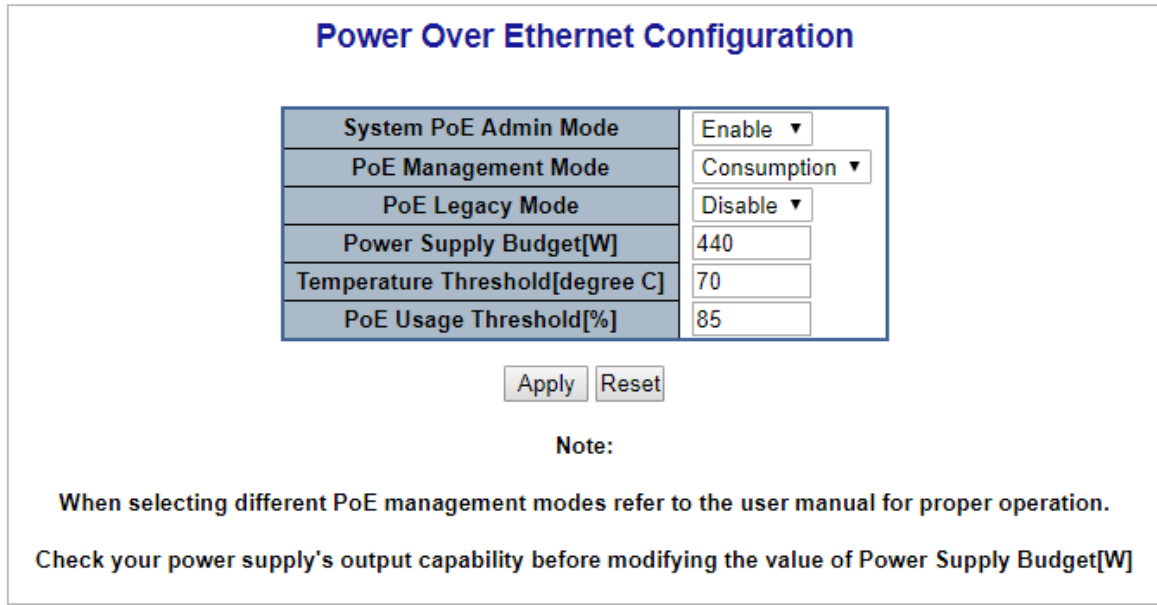 Power Over Ethernet Configuration
System PoE Admin Mode Enable
PoE Management Mode Consumption
PoE Legacy Mode Disable
Power Supply Budget[W] 440
Temperature Threshold[degree C] 70
PoE Usage Threshold[%] 85
Apply Reset
Note:
When selecting different PoE management modes refer to the user manual for proper operation.
Check your power supply's output capability before modifying the value of Power Supply Budget[W]